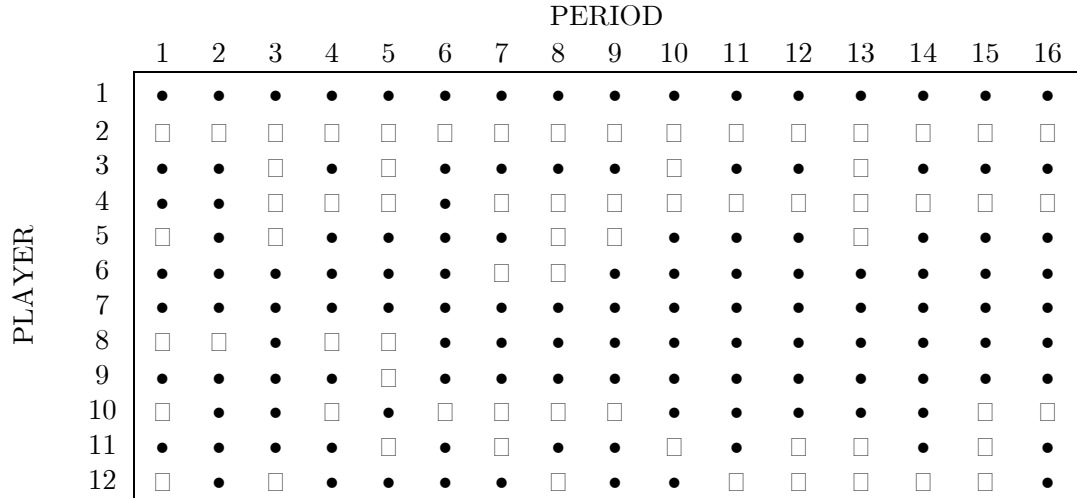 PERIOD
1 2 3 4 5 6 7 8 9 10 11 12 13 14 15 16
PLAYER
1 • • • • • • • • • • • • • • • •
2 □ □ □ □ □ □ □ □ □ □ □ □ □ □ □ □
3 • • □ • □ • • • • □ • • □ • • •
4 • • □ □ □ • □ □ □ □ □ □ □ □ □ □
5 □ • □ • • • • □ □ • • • □ • • •
6 • • • • • • □ □ • • • • • • • •
7 • • • • • • • • • • • • • • • •
8 □ □ • □ □ • • • • • • • • • • •
9 • • • • □ • • • • • • • • • • •
10 □ • • □ • □ □ □ □ • • • • • □ □
11 • • • • □ • □ • • □ • □ □ • □ •
12 □ • □ • • • • □ • • □ □ □ □ □ •